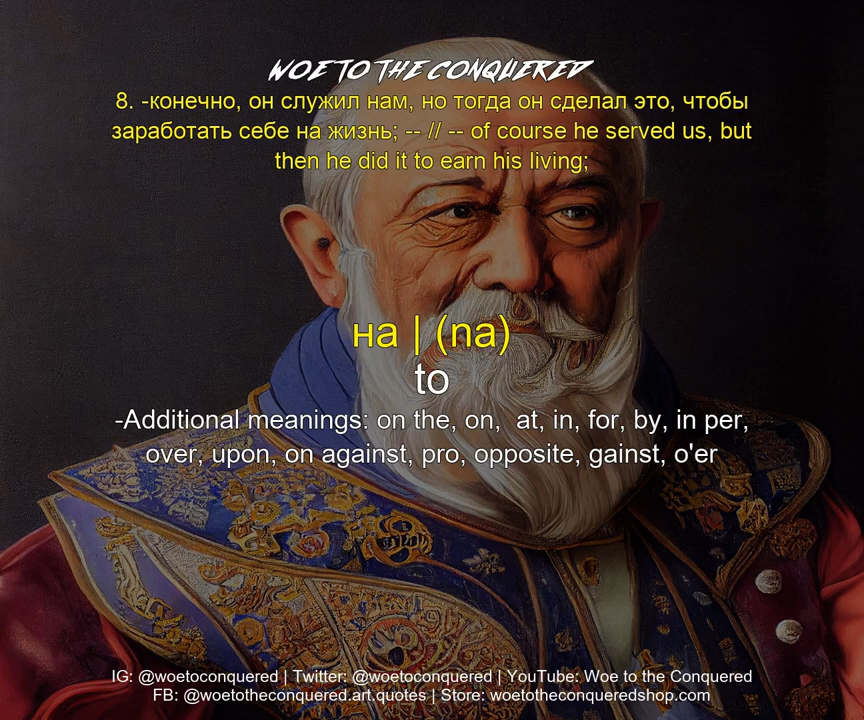 WOE TO THE CONQUERED
8. -конечно, он служил нам, но тогда он сделал это, чтобы
заработать себе на жизнь; -- // -- of course he served us, but
then he did it to earn his living;
на | (na)
to
-Additional meanings: on the, on,  at, in, for, by, in per,
over, upon, on against, pro, opposite, gainst, o'er
IG: @woetoconquered | Twitter: @woetoconquered | YouTube: Woe to the Conquered
FB: @woetotheconquered.art.quotes | Store: woetotheconqueredshop.com